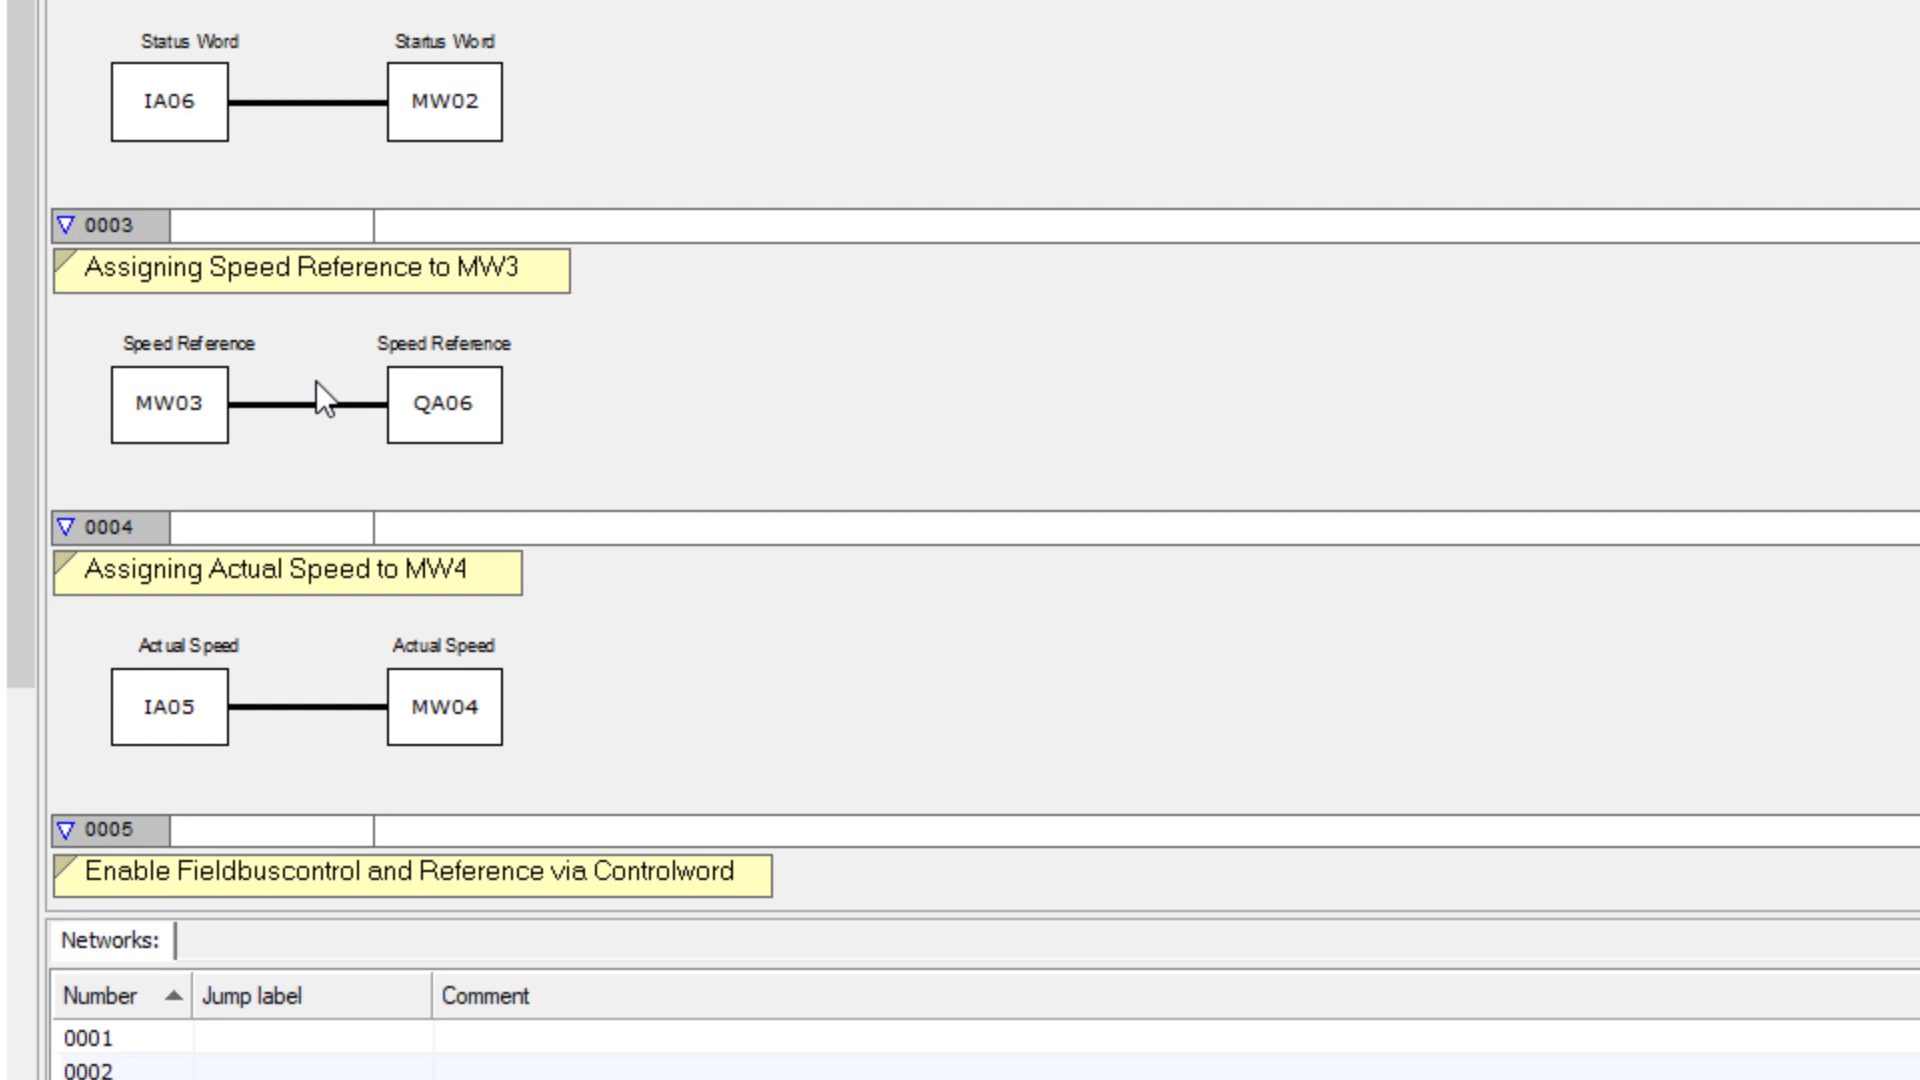 Status Word Startus Word
IA06 MW02
0003
Assigning Speed Reference to MW3
Speed Reference Speed Reference
MW03 QA06
0004
Assigning Actual Speed to MW4
Actual Speed Actual Speed
IA05 MW04
0005
Enable Fieldbuscontrol and Reference via Controlword
Networks:
Number Jump label Comment
0001
0002